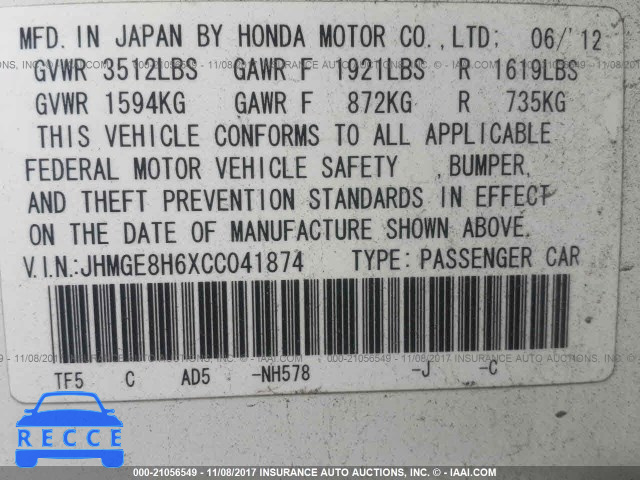 MFD. IN JAPAN BY HONDA MOTOR CO., LTD; 06/'12
GVWR 3512LBS GAWR F 1921LBS R 1619LBS
GVWR 1594KG GAWR F 872KG R 735KG
THIS VEHICLE CONFORMS TO ALL APPLICABLE
FEDERAL MOTOR VEHICLE SAFETY , BUMPER,
AND THEFT PREVENTION STANDARDS IN EFFECT
ON THE DATE OF MANUFACTURE SHOWN ABOVE.
V.I.N.:JHMGE8H6XCC041874 TYPE:PASSENGER CAR
TF5 C AD5 -NH578 -J -C
RECCE
000-21056549 - 11/08/2017 INSURANCE AUTO AUCTIONS, INC. - © - IAAI.COM